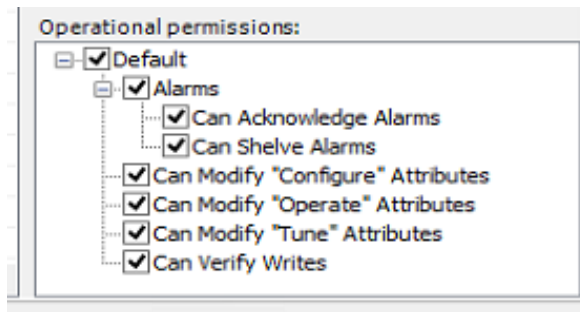 Operational permissions:
Default
Alarms
Can Acknowledge Alarms
Can Shelve Alarms
Can Modify "Configure" Attributes
Can Modify "Operate" Attributes
Can Modify "Tune" Attributes
Can Verify Writes